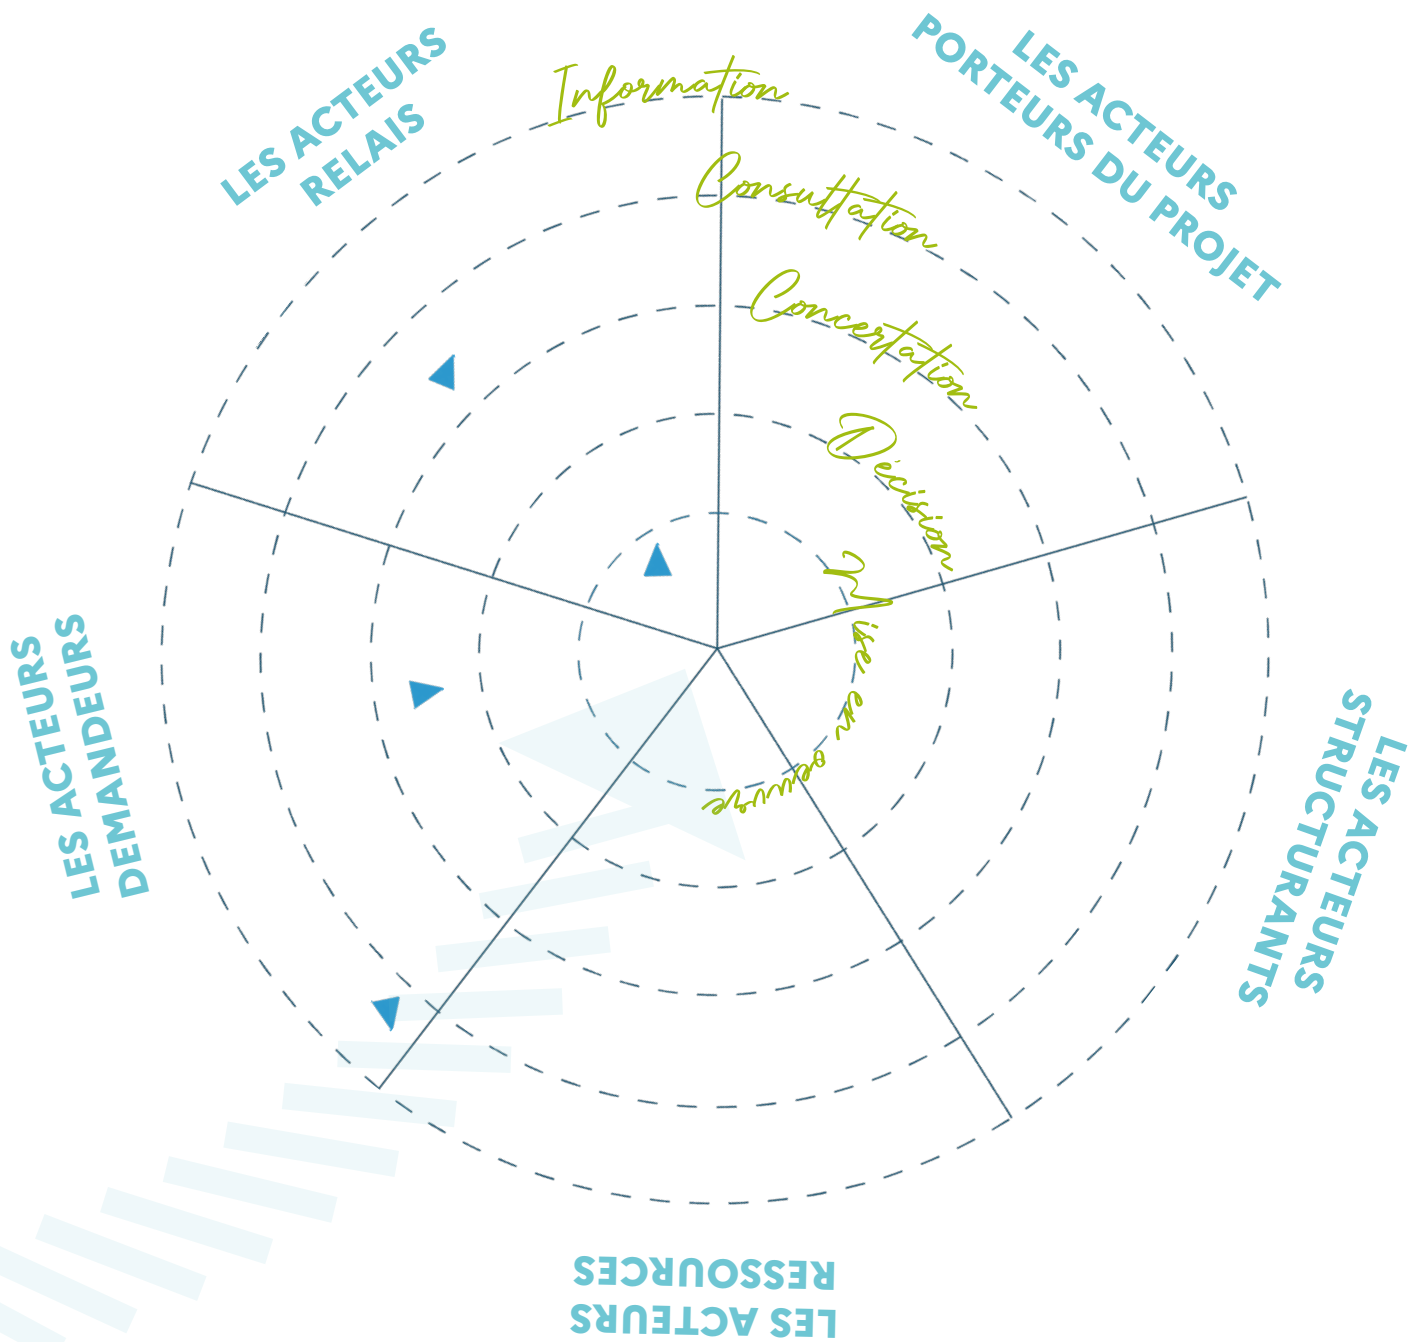 LES ACTEURS
RELAIS
LES ACTEURS
PORTEURS DU PROJET
Information
Consultation
Concertation
Décision
Mise en oeuvre
LES ACTEURS
DEMANDEURS
LES ACTEURS
STRUCTURANTS
LES ACTEURS
RESSOURCES